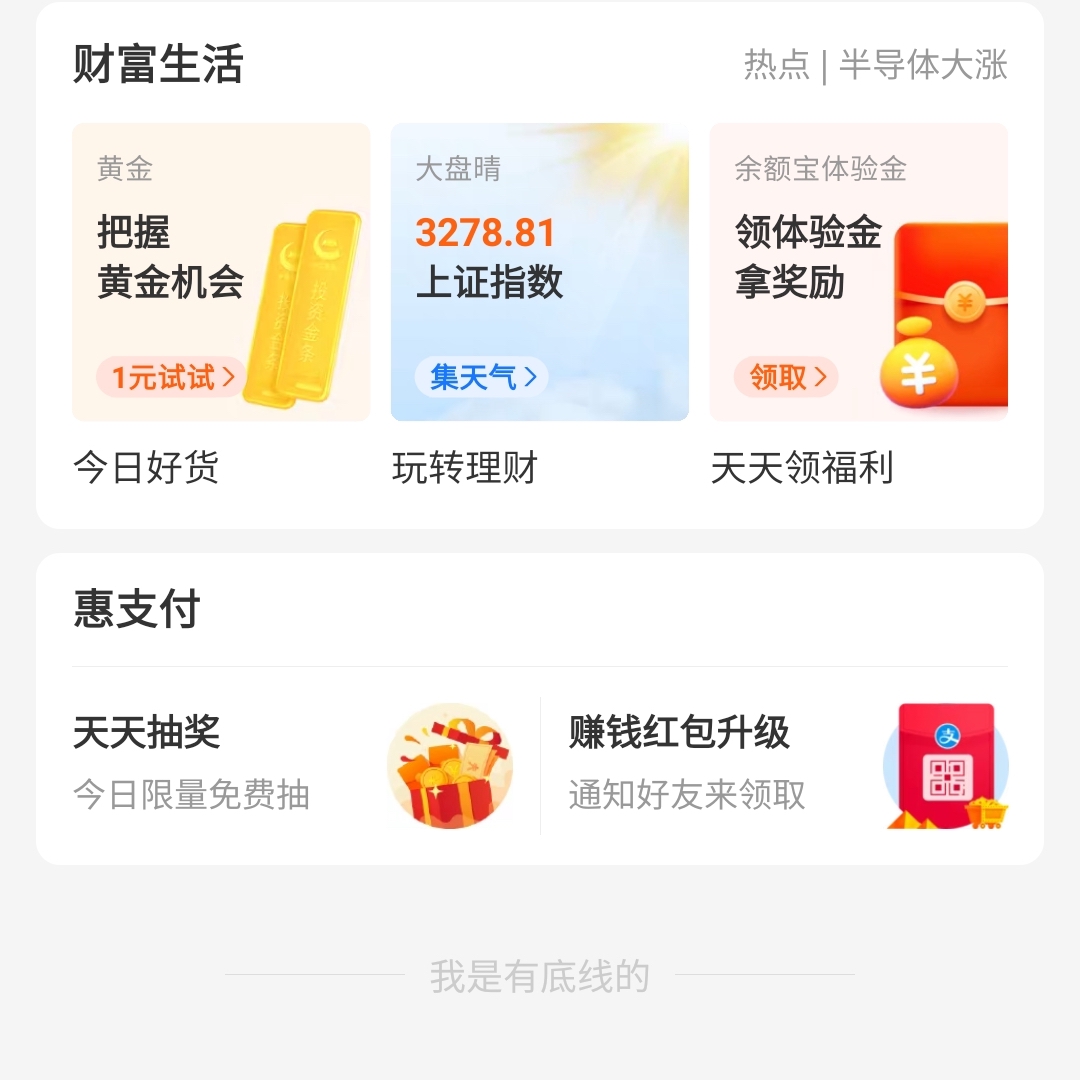 财富生活
热点 | 半导体大涨
黄金
把握
黄金机会
1元试试
投资金条
大盘晴
3278.81
上证指数
集天气
余额宝体验金
领体验金
拿奖励
领取
¥
¥
今日好货
玩转理财
天天领福利
惠支付
天天抽奖
今日限量免费抽
赚钱红包升级
通知好友来领取
支
我是有底线的